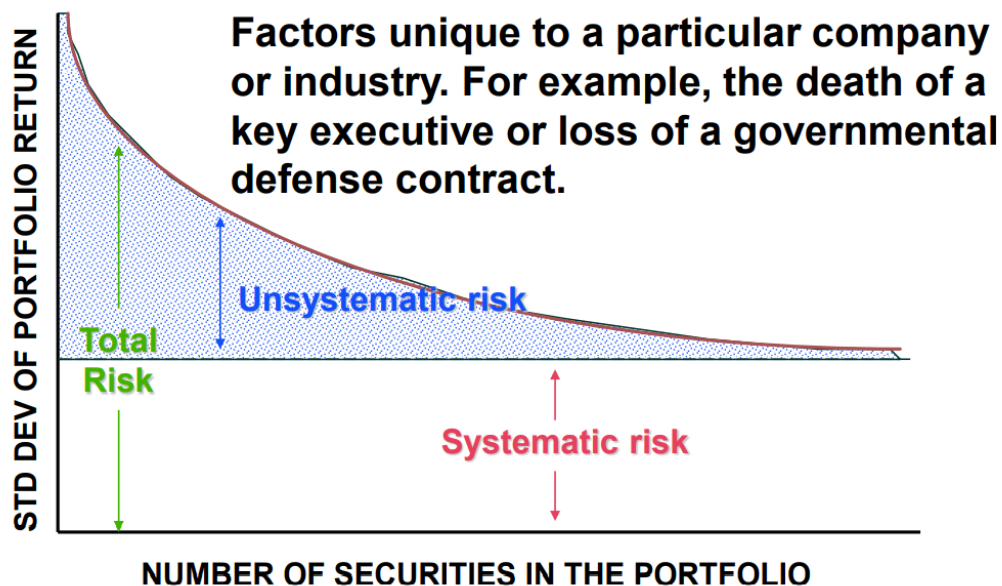 Factors unique to a particular company
or industry. For example, the death of a
key executive or loss of a governmental
defense contract.
STD DEV OF PORTFOLIO RETURN
Unsystematic risk
Total
Risk
Systematic risk
NUMBER OF SECURITIES IN THE PORTFOLIO